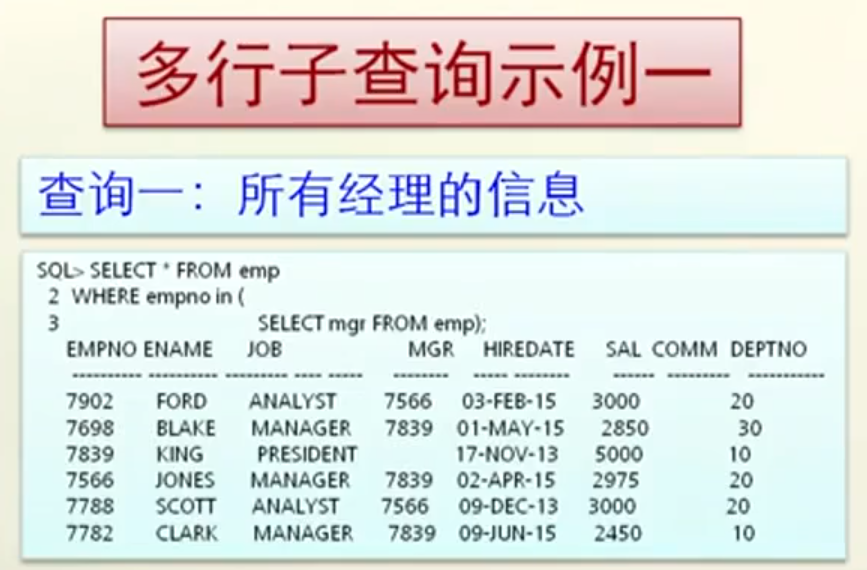 多行子查询示例一
查询一：所有经理的信息
SQL> SELECT * FROM emp
2 WHERE empno in (
3 SELECT mgr FROM emp);
EMPNO ENAME JOB MGR HIREDATE SAL COMM DEPTNO
---------- ---------- --------- ---- ----- -------- ----- -------- ------ --------- -----------
7902 FORD ANALYST 7566 03-FEB-15 3000 20
7698 BLAKE MANAGER 7839 01-MAY-15 2850 30
7839 KING PRESIDENT 17-NOV-13 5000 10
7566 JONES MANAGER 7839 02-APR-15 2975 20
7788 SCOTT ANALYST 7566 09-DEC-13 3000 20
7782 CLARK MANAGER 7839 09-JUN-15 2450 10